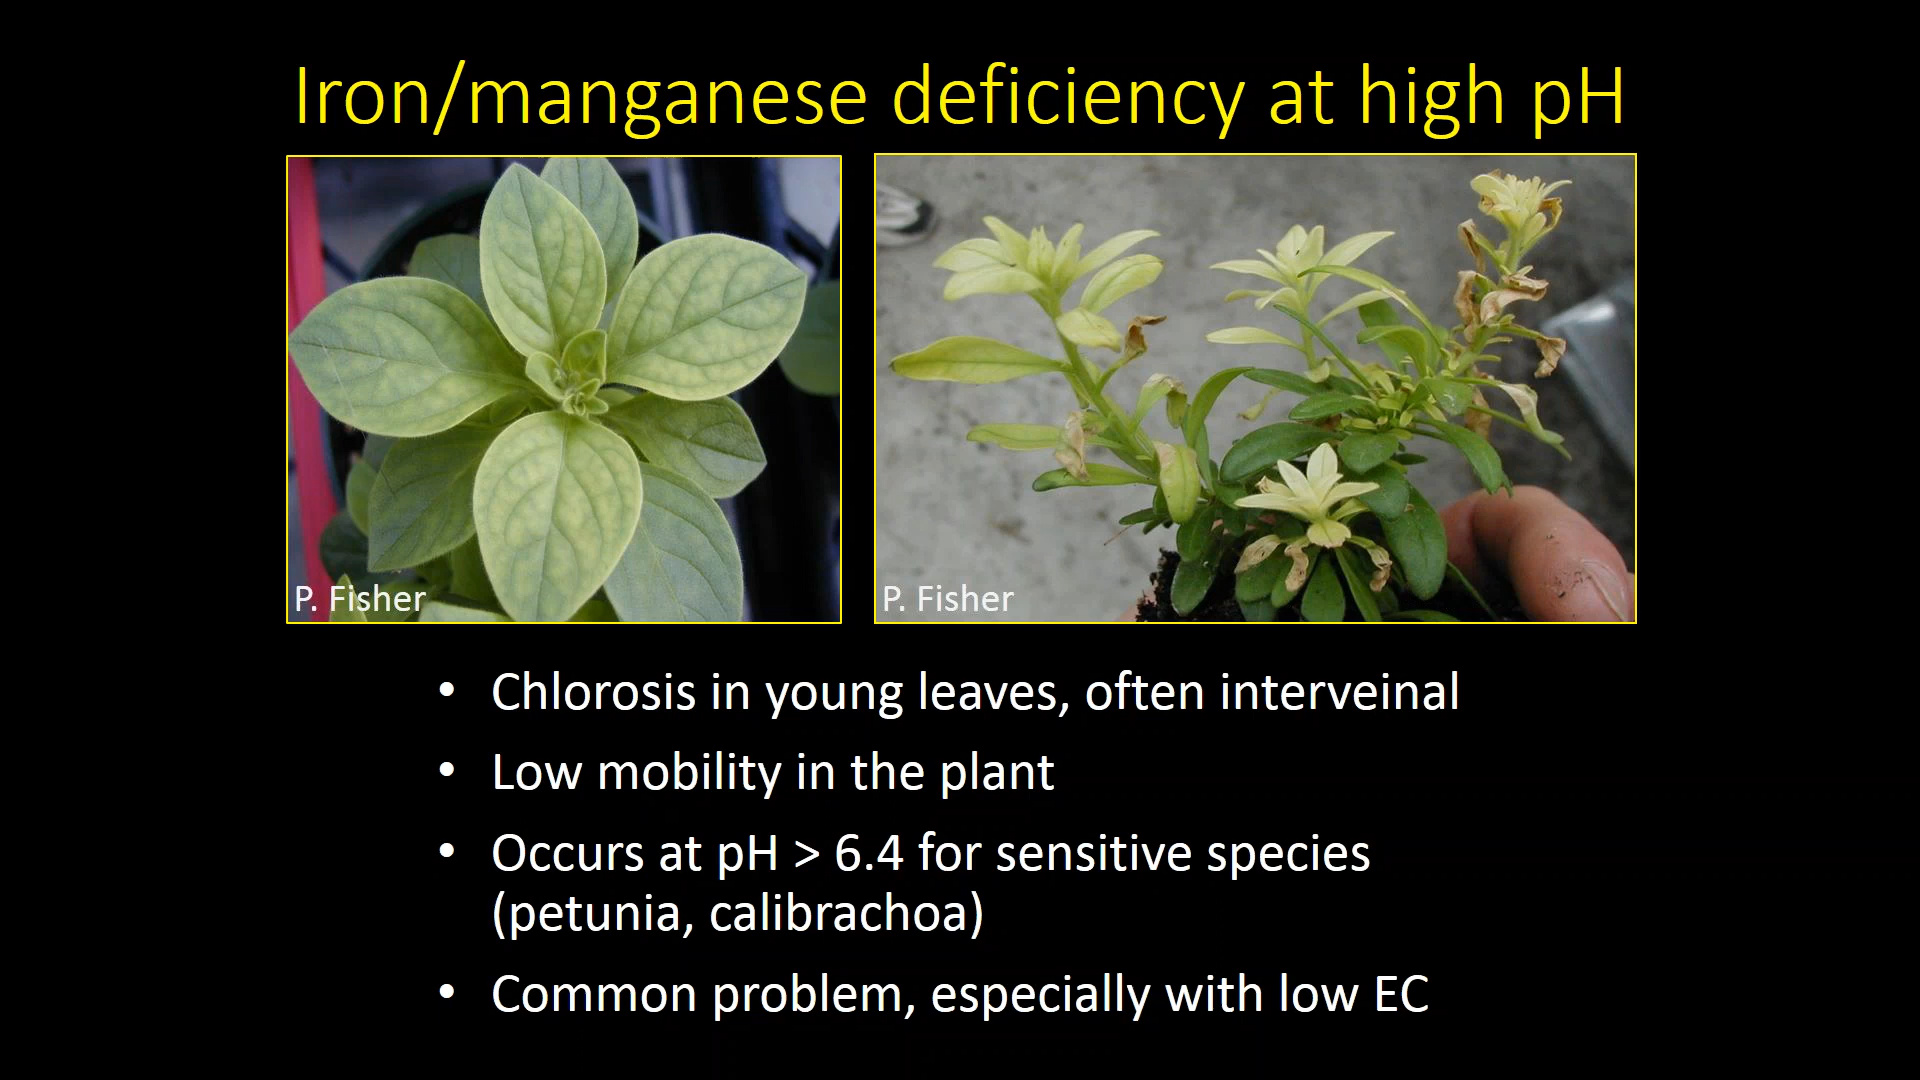 Iron/manganese deficiency at high pH
P. Fisher
P. Fisher
• Chlorosis in young leaves, often interveinal
• Low mobility in the plant
• Occurs at pH > 6.4 for sensitive species
(petunia, calibrachoa)
• Common problem, especially with low EC